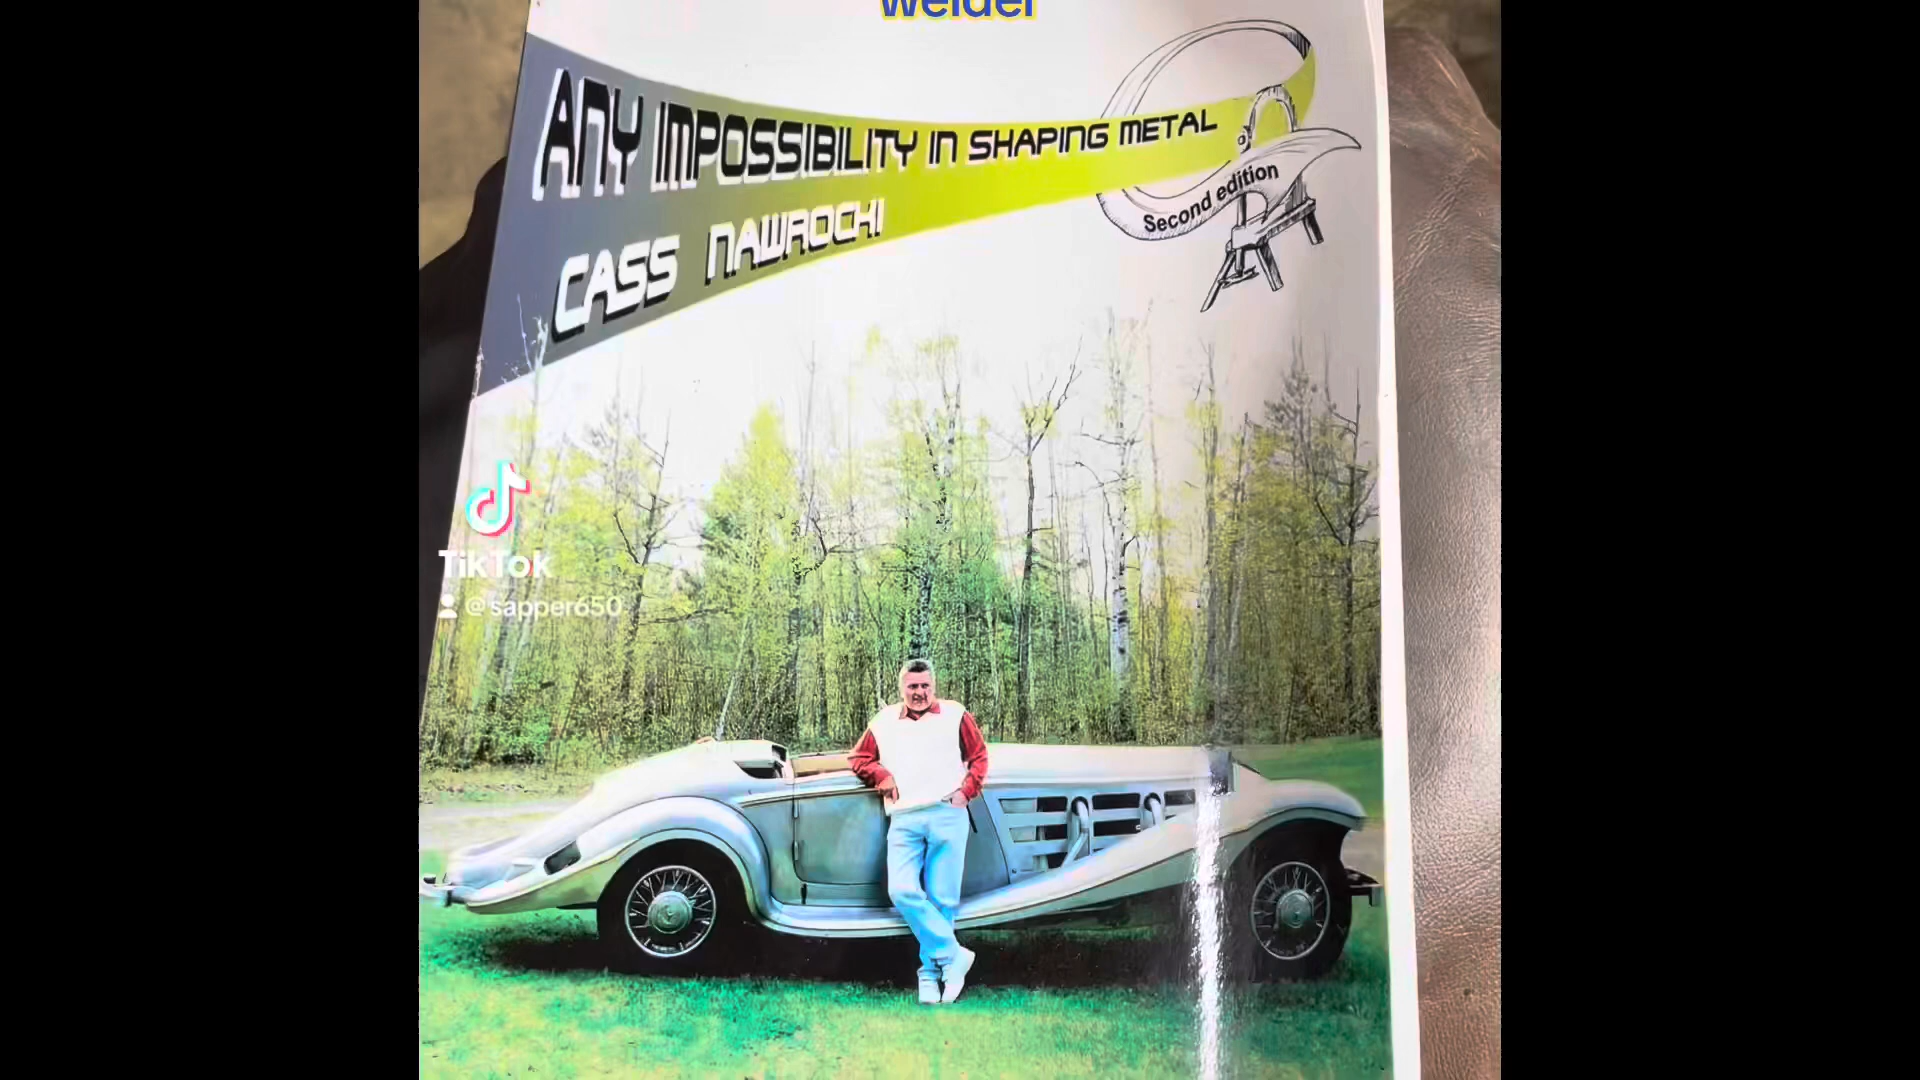 welder
ANY IMPOSSIBILITY IN SHAPING METAL
CASS NAWROCKI
Second edition
TikTok
@sapper650